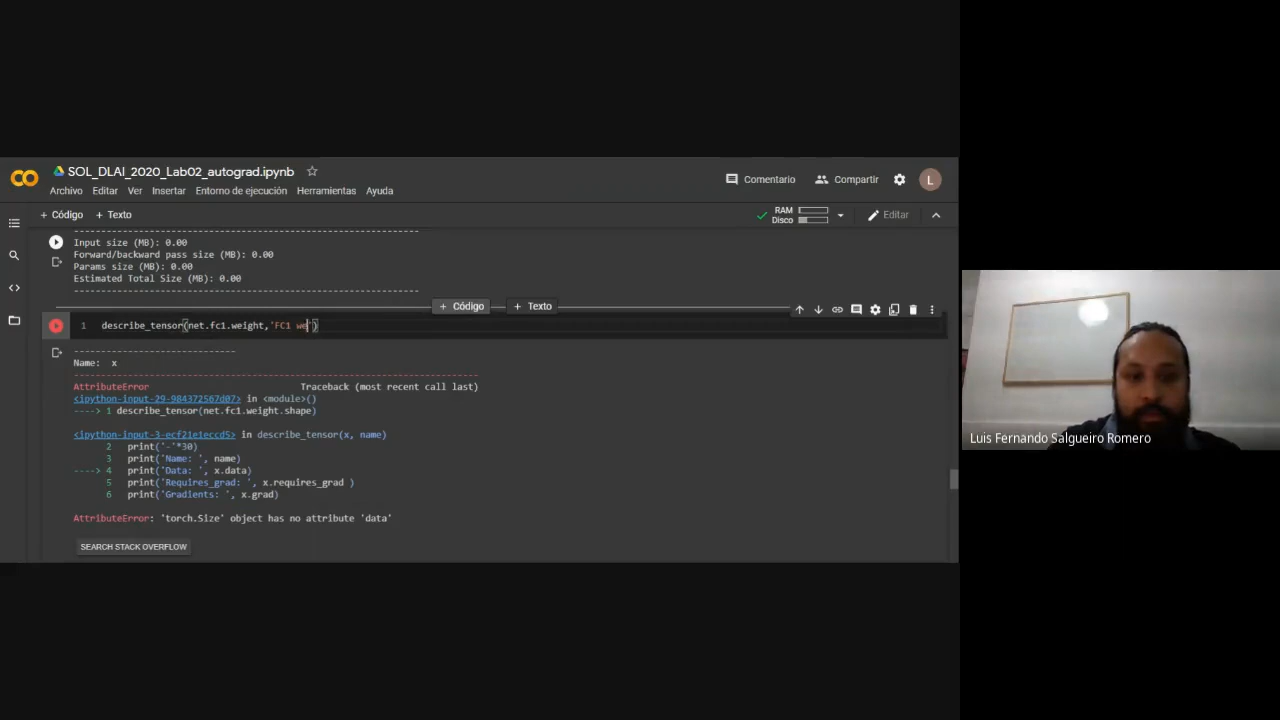 SOL_DLAI_2020_Lab02_autograd.ipynb
Comentario
Compartir
L
Archivo Editar Ver Insertar Entorno de ejecución Herramientas Ayuda
+ Código + Texto
RAM
Disco
Editar
Input size (MB): 0.00
Forward/backward pass size (MB): 0.00
Params size (MB): 0.00
Estimated Total Size (MB): 0.00
+ Código + Texto
1 describe_tensor(net.fc1.weight,'FC1 we')
------------------------------
Name: x
AttributeError Traceback (most recent call last)
<ipython-input-29-984372567d07> in <module>()
----> 1 describe_tensor(net.fc1.weight.shape)
<ipython-input-3-ecf21e1eccd5> in describe_tensor(x, name)
2 print('-'*30)
3 print('Name: ', name)
----> 4 print('Data: ', x.data)
5 print('Requires_grad: ', x.requires_grad )
6 print('Gradients: ', x.grad)
AttributeError: 'torch.Size' object has no attribute 'data'
SEARCH STACK OVERFLOW
Luis Fernando Salgueiro Romero